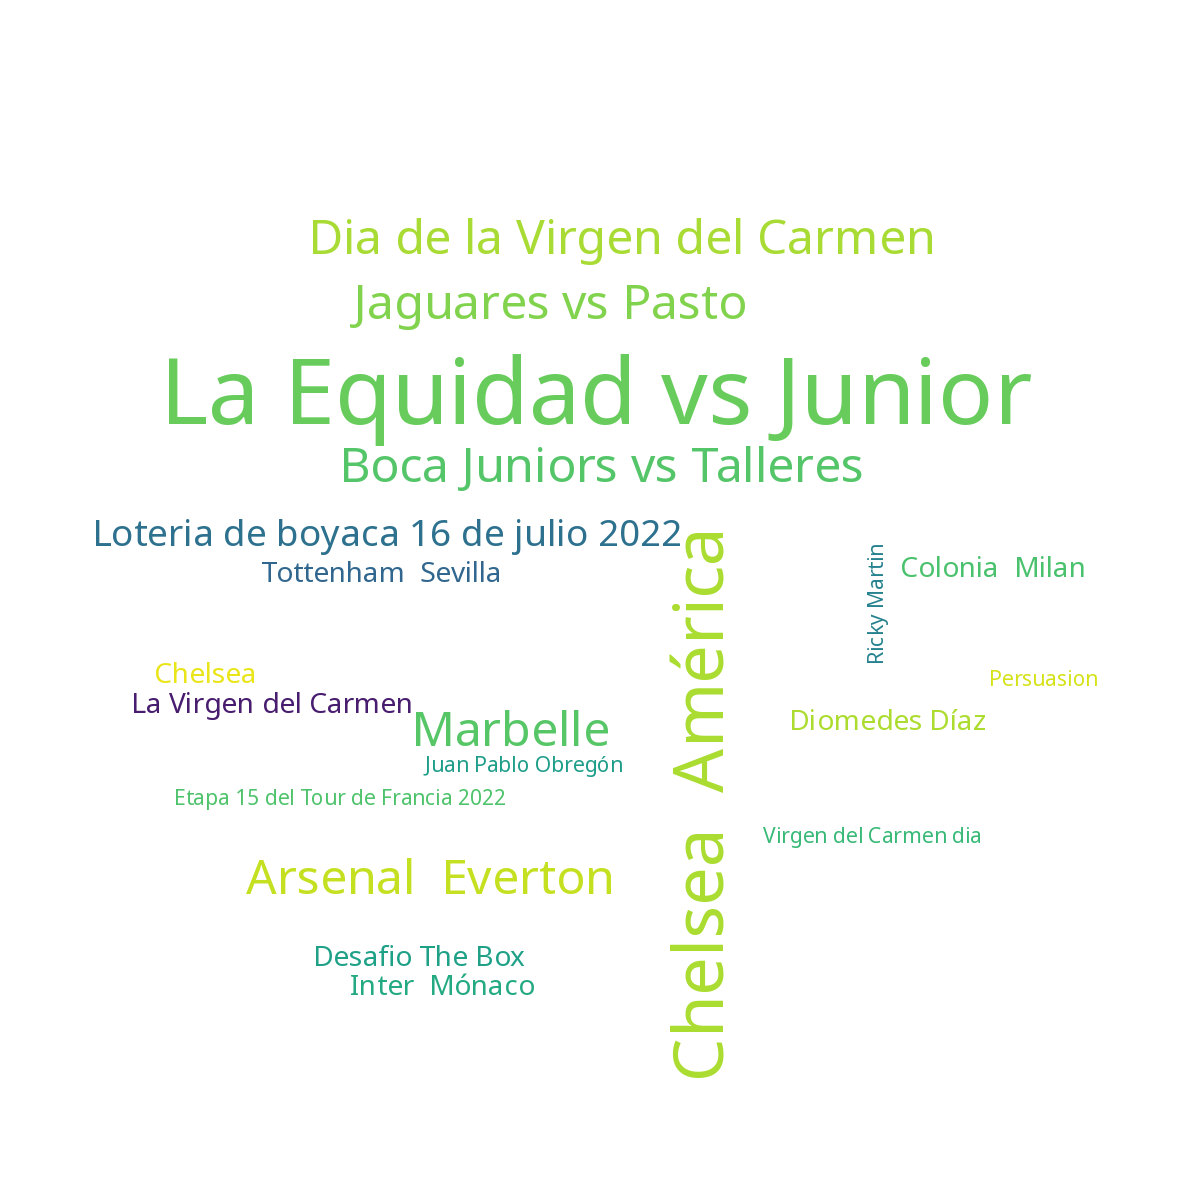 Dia de la Virgen del Carmen
Jaguares vs Pasto
La Equidad vs Junior
Boca Juniors vs Talleres
Loteria de boyaca 16 de julio 2022
Tottenham Sevilla
Chelsea América
Ricky Martin
Colonia Milan
Chelsea
La Virgen del Carmen
Persuasion
Marbelle
Diomedes Díaz
Juan Pablo Obregón
Etapa 15 del Tour de Francia 2022
Virgen del Carmen dia
Arsenal Everton
Desafio The Box
Inter Mónaco